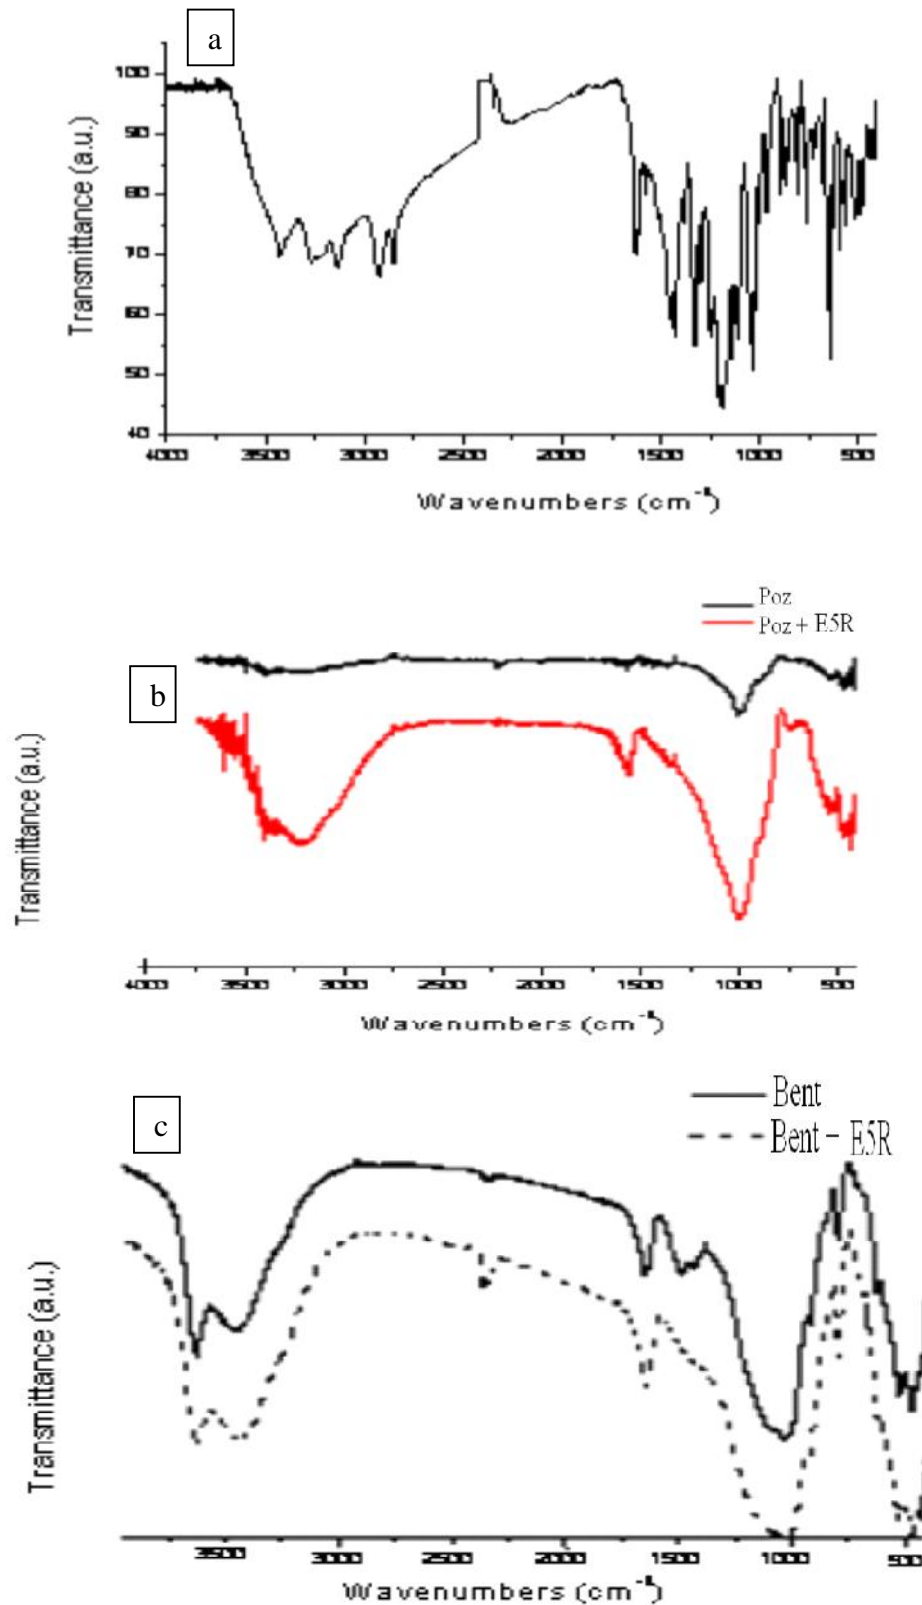 a
100
90
80
70
60
50
40
Transmittance (a.u.)
4000 3500 3000 2500 2000 1500 1000 500
Wavenumbers (cm⁻¹)
Poz
Poz + E5R
b
Transmittance (a.u.)
4000 3500 3000 2500 2000 1500 1000 500
Wavenumbers (cm⁻¹)
Bent
Bent – E5R
c
Transmittance (a.u.)
3500 3000 2500 2000 1500 1000 500
Wavenumbers (cm⁻¹)